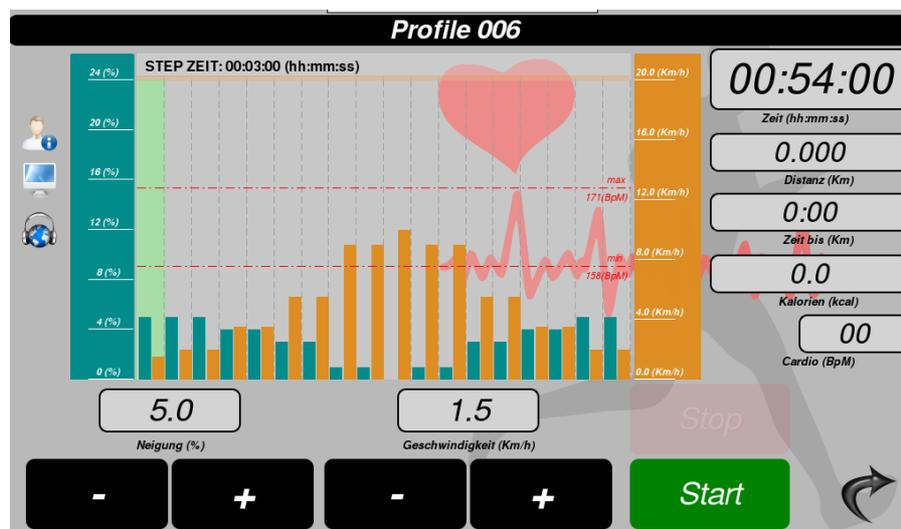 Profile 006
STEP ZEIT: 00:03:00 (hh:mm:ss)
24 (%)
20 (%)
16 (%)
12 (%)
8 (%)
4 (%)
0 (%)
max
171(BpM)
min
158(BpM)
20.0 (Km/h)
16.0 (Km/h)
12.0 (Km/h)
8.0 (Km/h)
4.0 (Km/h)
0.0 (Km/h)
00:54:00
Zeit (hh:mm:ss)
0.000
Distanz (Km)
0:00
Zeit bis (Km)
0.0
Kalorien (kcal)
00
Cardio (BpM)
5.0
Neigung (%)
1.5
Geschwindigkeit (Km/h)
Stop
- + - + Start